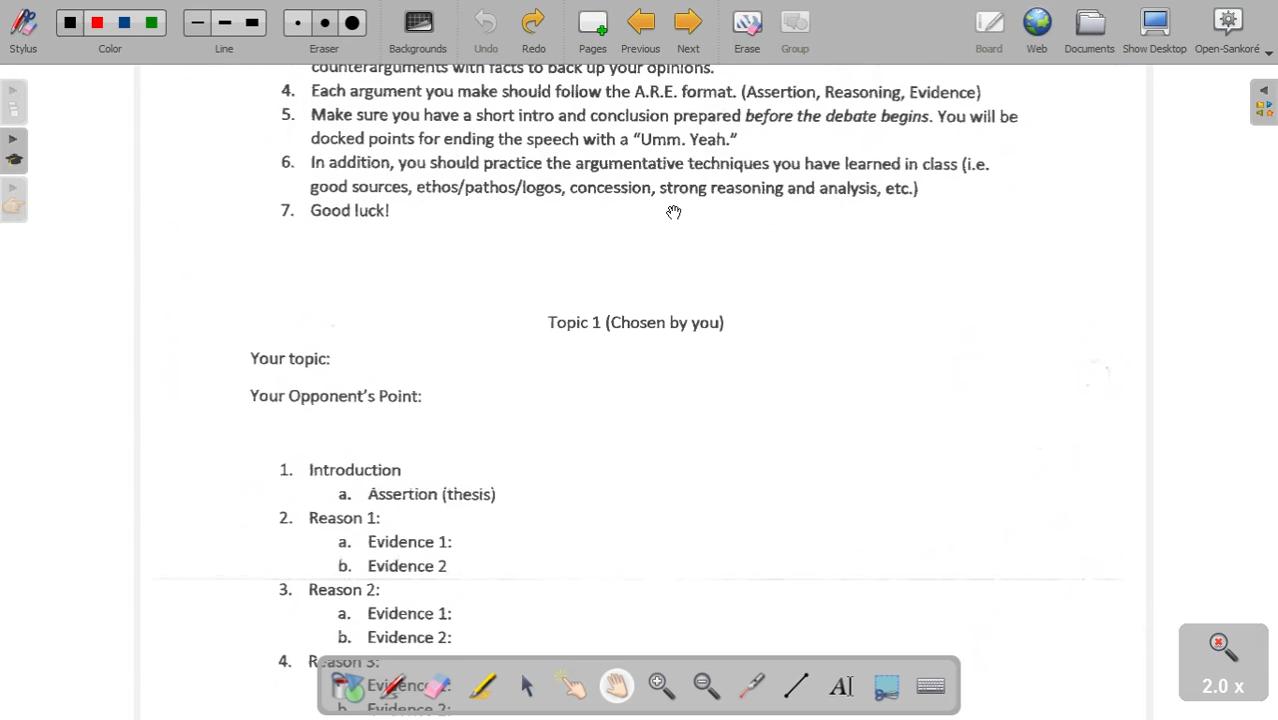 Stylus Color Line Eraser Backgrounds Undo Redo Pages Previous Next Erase Group Board Web Documents Show Desktop Open-Sankoré
counterarguments with facts to back up your opinions.
4. Each argument you make should follow the A.R.E. format. (Assertion, Reasoning, Evidence)
5. Make sure you have a short intro and conclusion prepared before the debate begins. You will be
docked points for ending the speech with a “Umm. Yeah.”
6. In addition, you should practice the argumentative techniques you have learned in class (i.e.
good sources, ethos/pathos/logos, concession, strong reasoning and analysis, etc.)
7. Good luck!
Topic 1 (Chosen by you)
Your topic:
Your Opponent’s Point:
1. Introduction
a. Assertion (thesis)
2. Reason 1:
a. Evidence 1:
b. Evidence 2
3. Reason 2:
a. Evidence 1:
b. Evidence 2:
4. Reason 3:
Evidence 1:
b. Evidence 2:
2.0 x